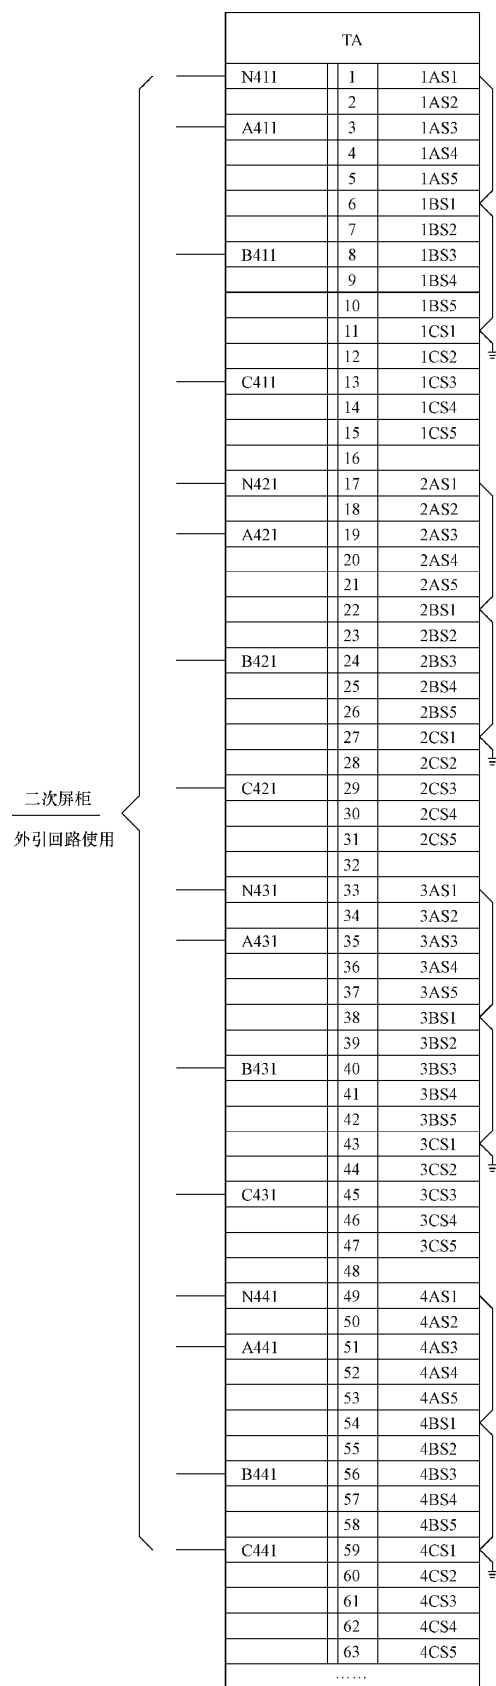 TA
N411 1 1AS1
2 1AS2
A411 3 1AS3
4 1AS4
5 1AS5
6 1BS1
7 1BS2
B411 8 1BS3
9 1BS4
10 1BS5
11 1CS1
12 1CS2
C411 13 1CS3
14 1CS4
15 1CS5
16
N421 17 2AS1
18 2AS2
A421 19 2AS3
20 2AS4
21 2AS5
22 2BS1
23 2BS2
B421 24 2BS3
25 2BS4
26 2BS5
27 2CS1
28 2CS2
C421 29 2CS3
30 2CS4
31 2CS5
32
二次屏柜
外引回路使用
N431 33 3AS1
34 3AS2
A431 35 3AS3
36 3AS4
37 3AS5
38 3BS1
39 3BS2
B431 40 3BS3
41 3BS4
42 3BS5
43 3CS1
44 3CS2
C431 45 3CS3
46 3CS4
47 3CS5
48
N441 49 4AS1
50 4AS2
A441 51 4AS3
52 4AS4
53 4AS5
54 4BS1
55 4BS2
B441 56 4BS3
57 4BS4
58 4BS5
C441 59 4CS1
60 4CS2
61 4CS3
62 4CS4
63 4CS5
……